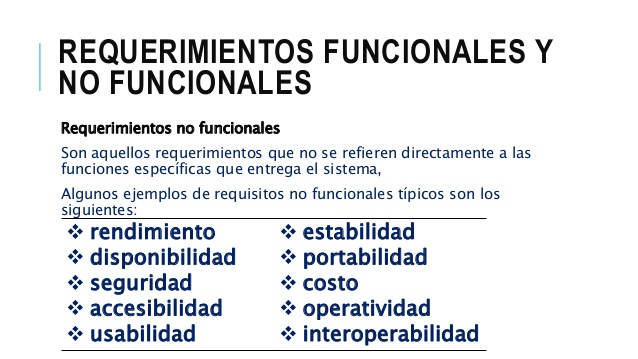 REQUERIMIENTOS FUNCIONALES Y
NO FUNCIONALES
Requerimientos no funcionales
Son aquellos requerimientos que no se refieren directamente a las
funciones específicas que entrega el sistema,
Algunos ejemplos de requisitos no funcionales típicos son los
siguientes:
❖ rendimiento
❖ disponibilidad
❖ seguridad
❖ accesibilidad
❖ usabilidad
❖ estabilidad
❖ portabilidad
❖ costo
❖ operatividad
❖ interoperabilidad